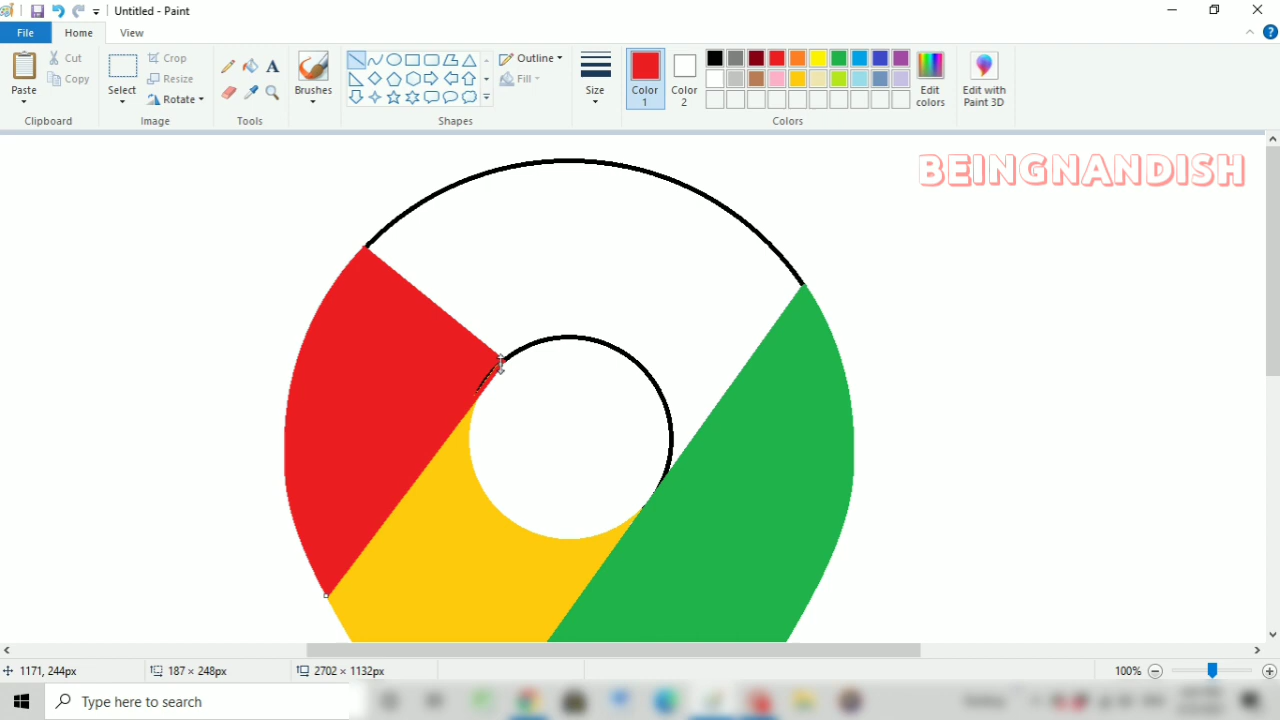 Untitled - Paint
File
Home
View
Paste
Cut
Copy
Clipboard
Select
Crop
Resize
Rotate
Image
A
Tools
Brushes
Outline
Fill
Shapes
Size
Color
1
Color
2
Edit
colors
Colors
Edit with
Paint 3D
BEINGNANDISH
1171, 244px
187 × 248px
2702 × 1132px
100%
Type here to search